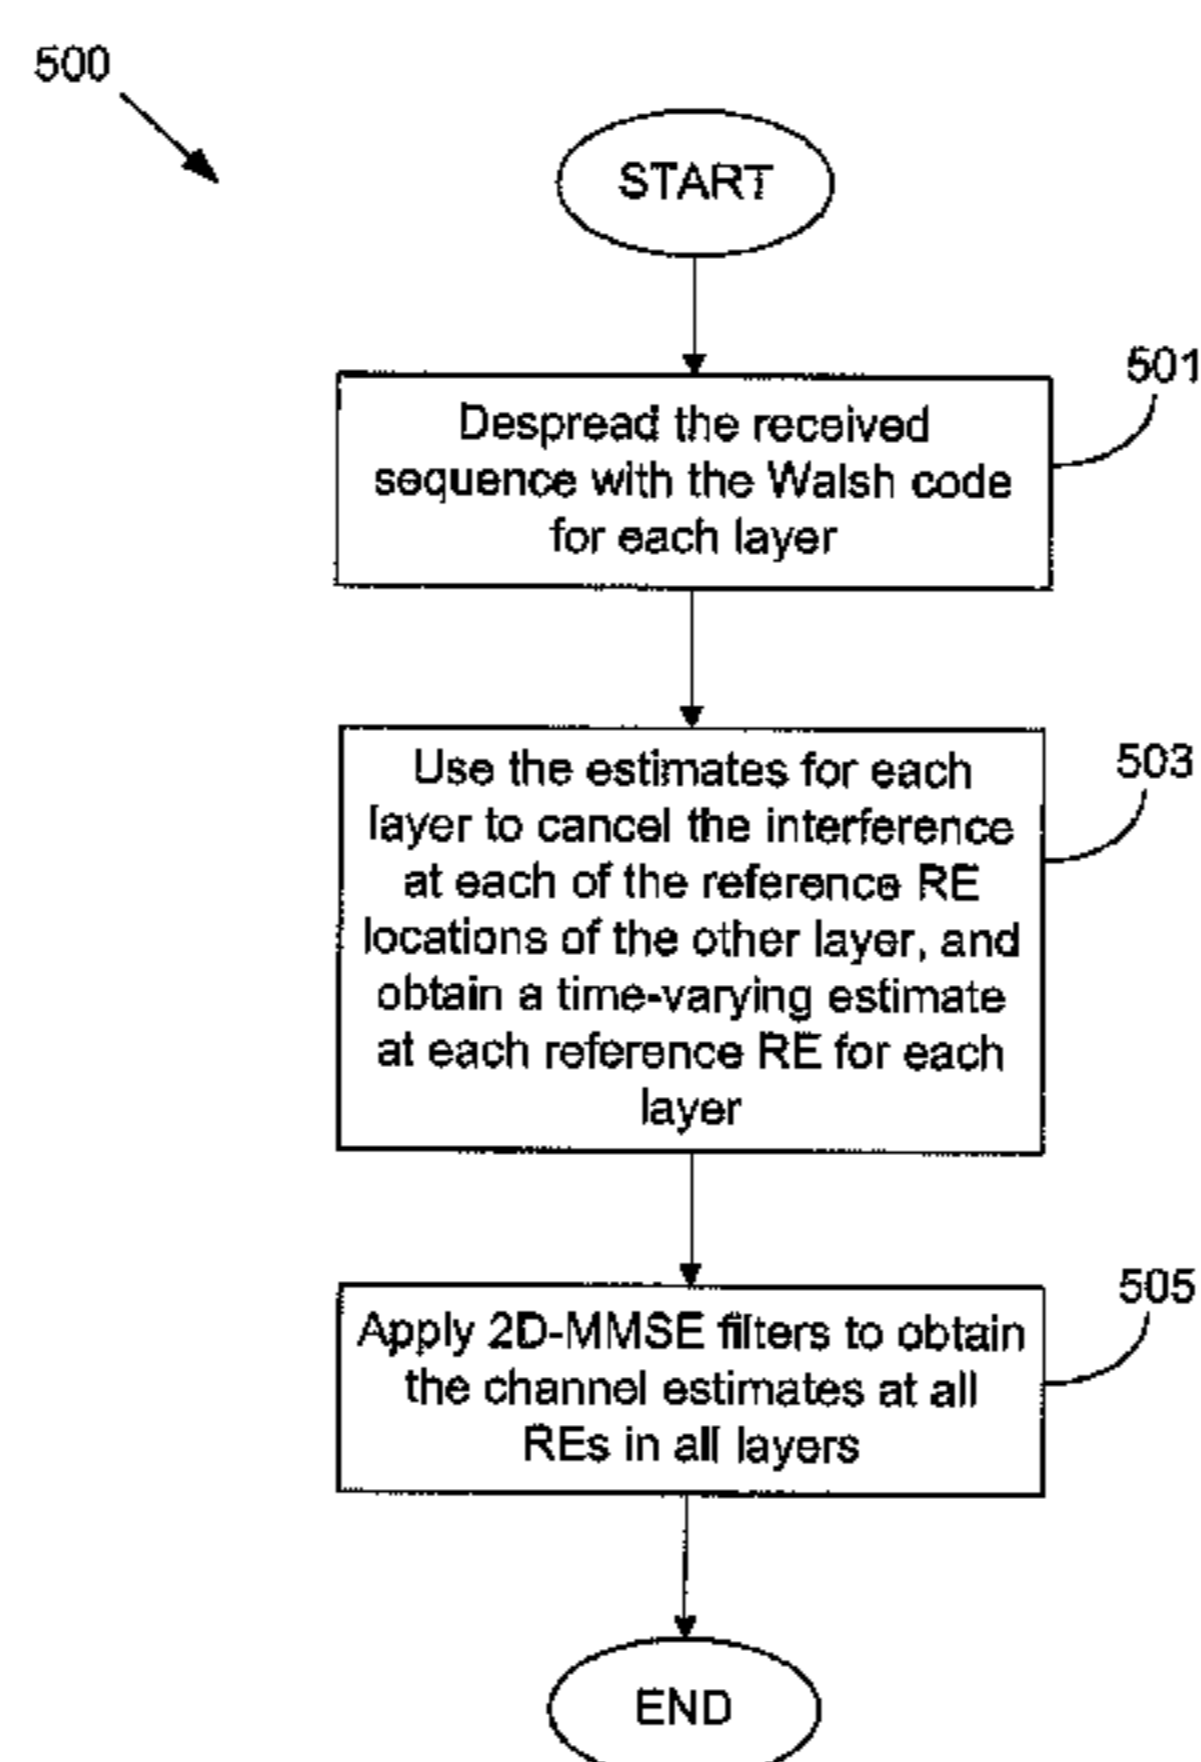 500
START
501
Despread the received
sequence with the Walsh code
for each layer
503
Use the estimates for each
layer to cancel the interference
at each of the reference RE
locations of the other layer, and
obtain a time-varying estimate
at each reference RE for each
layer
505
Apply 2D-MMSE filters to obtain
the channel estimates at all
REs in all layers
END